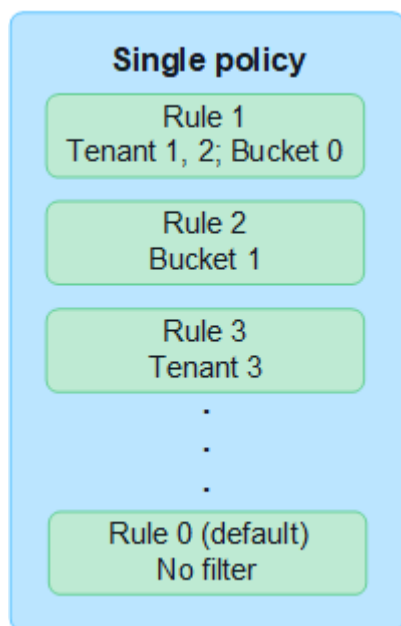 Single policy
Rule 1
Tenant 1, 2; Bucket 0
Rule 2
Bucket 1
Rule 3
Tenant 3
.
.
.
Rule 0 (default)
No filter